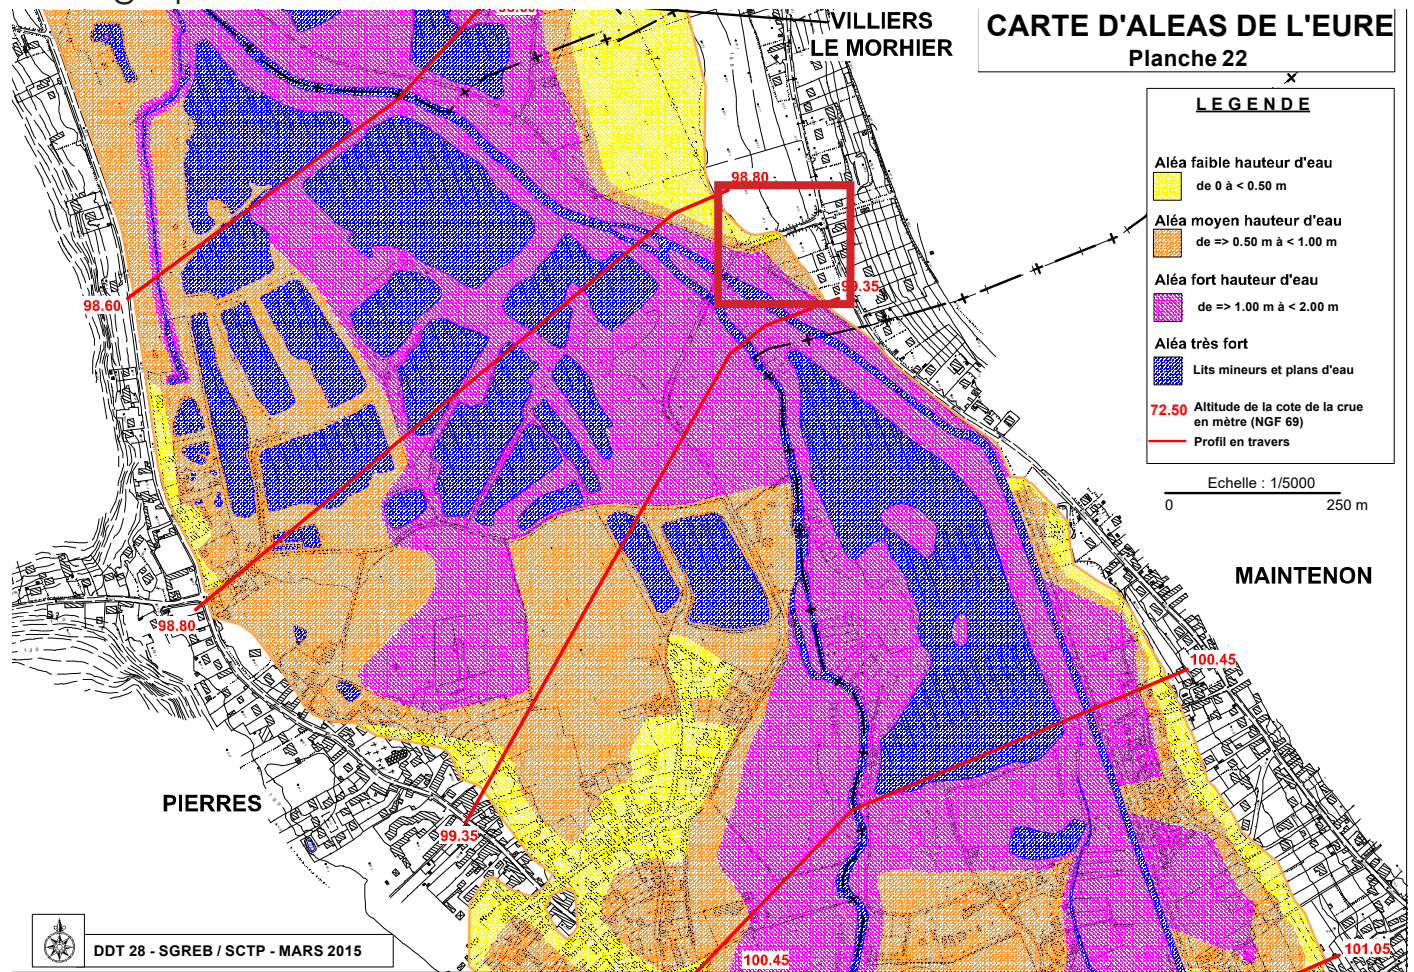 VILLIERS
LE MORHIER
CARTE D'ALEAS DE L'EURE
Planche 22
LEGENDE
Aléa faible hauteur d'eau
de 0 à < 0.50 m
Aléa moyen hauteur d'eau
de => 0.50 m à < 1.00 m
Aléa fort hauteur d'eau
de => 1.00 m à < 2.00 m
Aléa très fort
Lits mineurs et plans d'eau
72.50 Altitude de la cote de la crue
en mètre (NGF 69)
Profil en travers
Echelle : 1/5000
0 250 m
98.80
99.35
98.60
98.80
MAINTENON
100.45
PIERRES
99.35
100.45
101.05
DDT 28 - SGREB / SCTP - MARS 2015